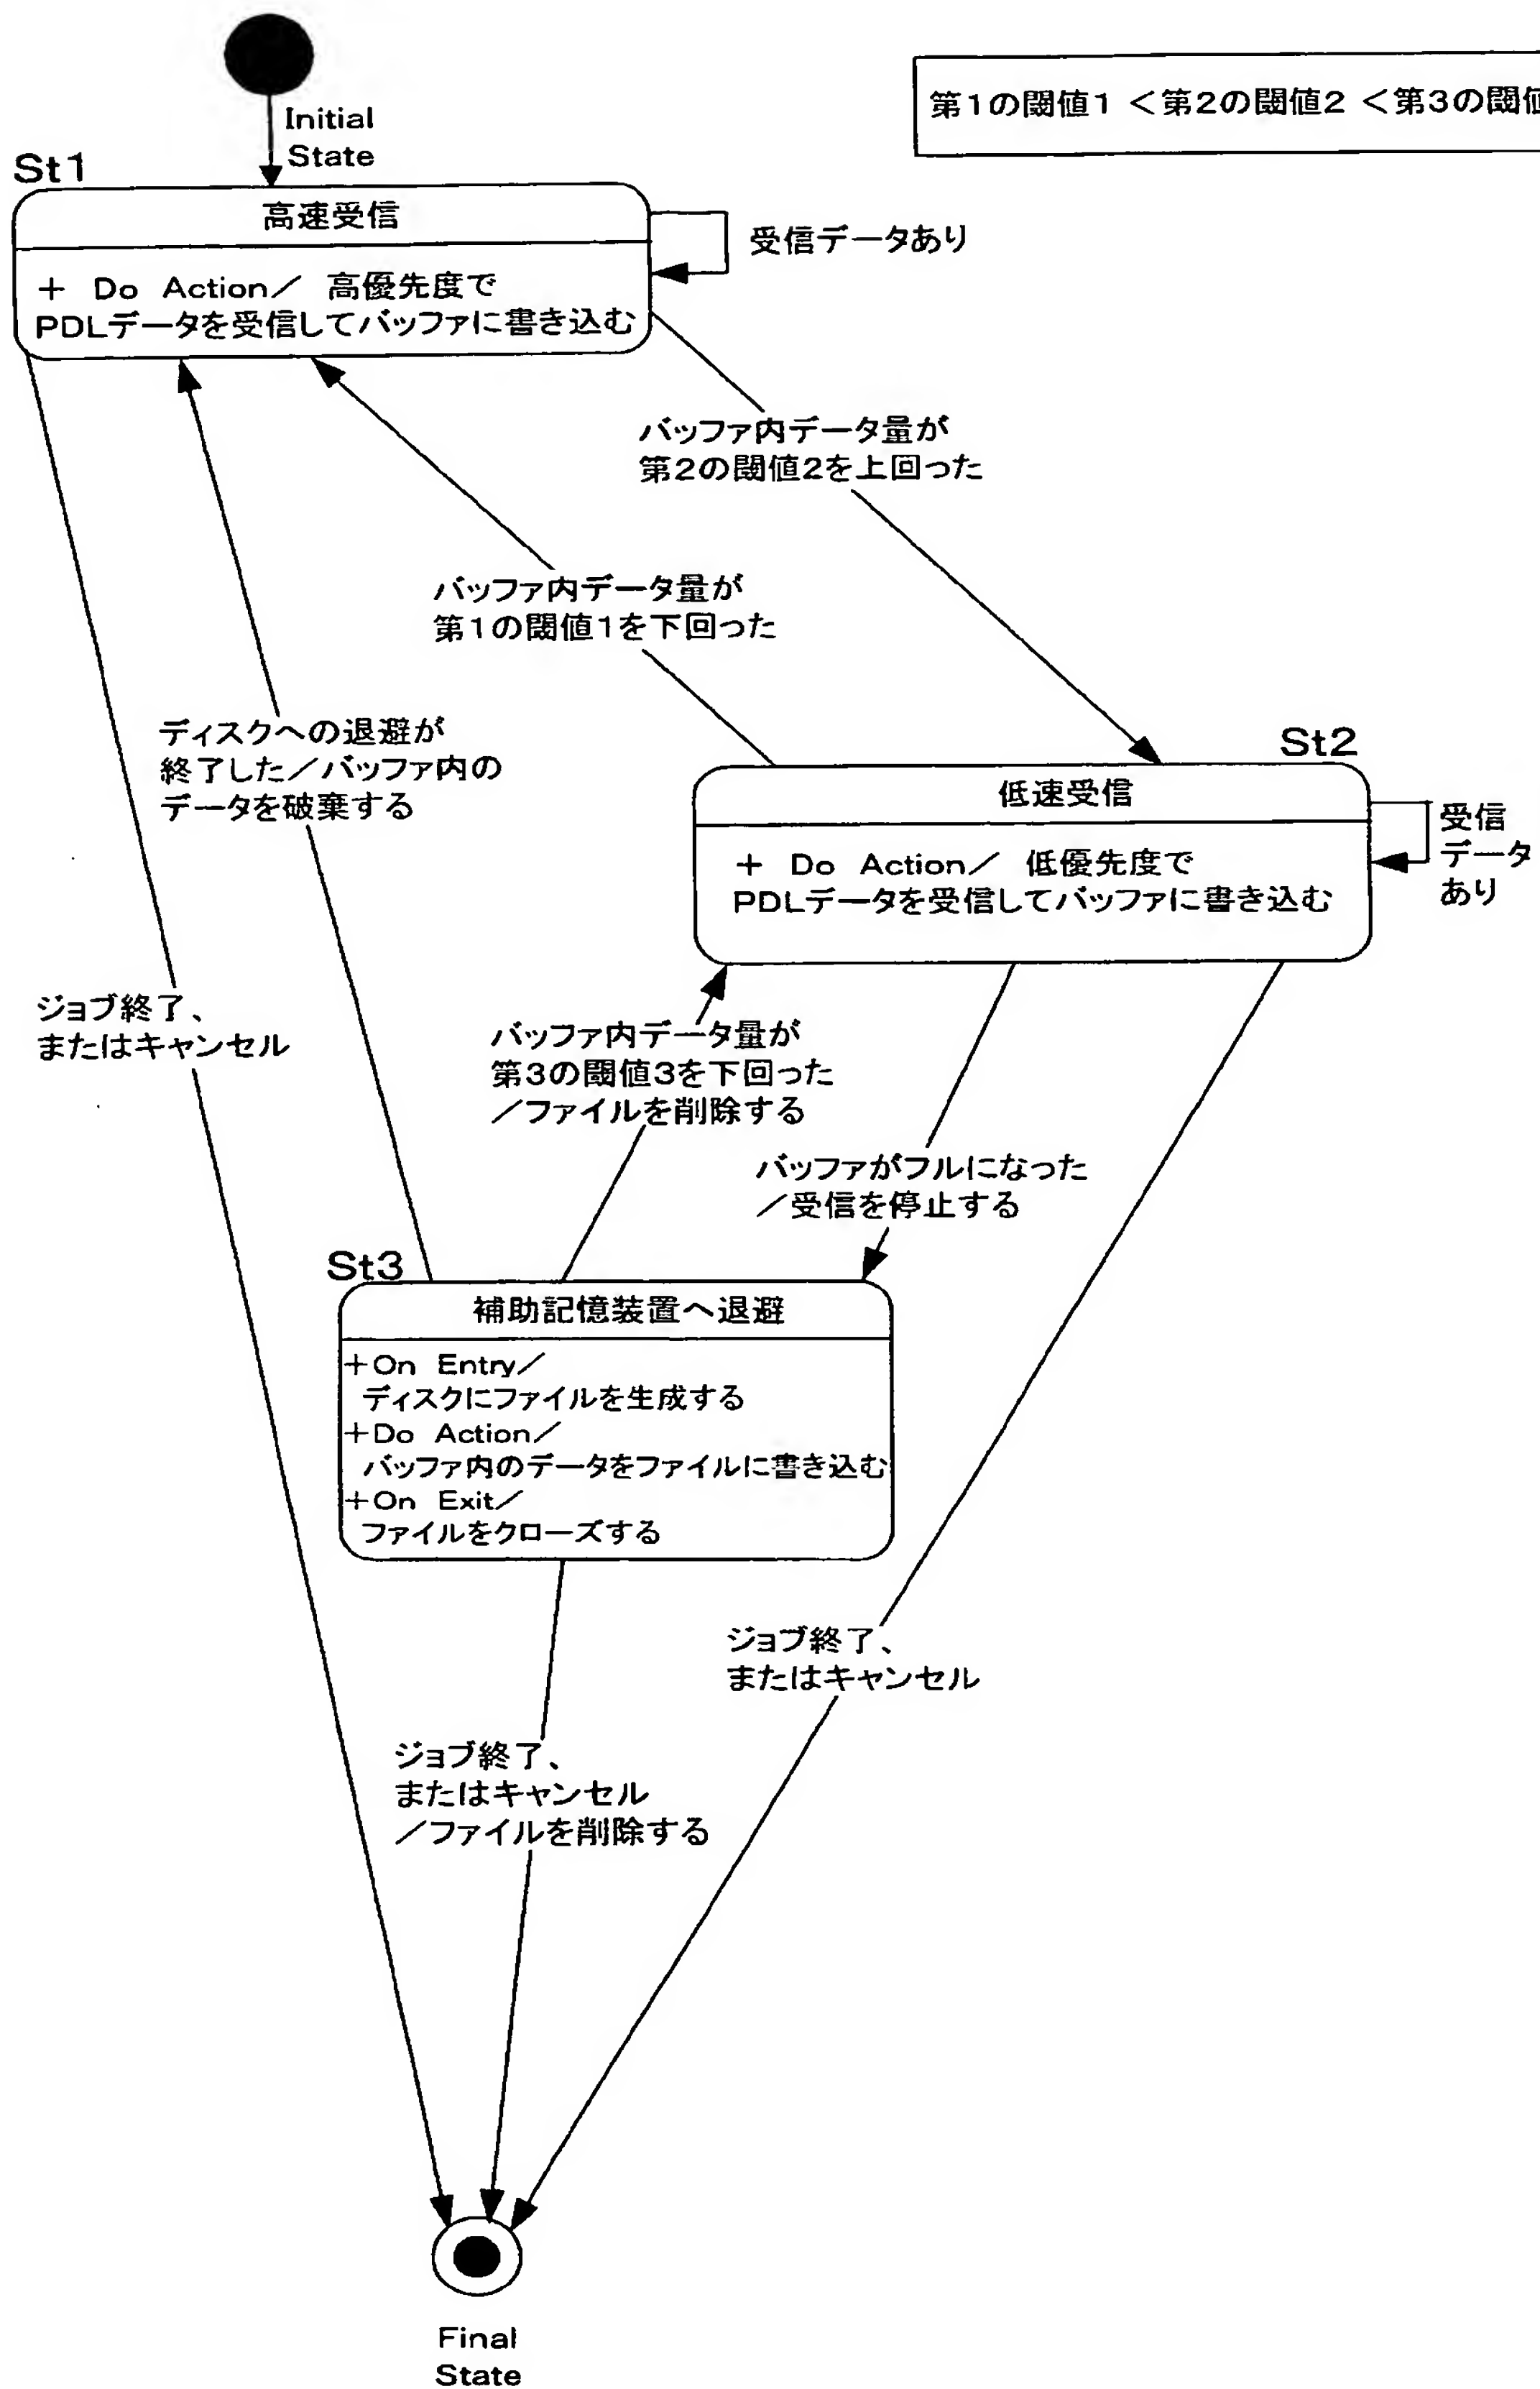 Initial
State
第1の閾値1 <第2の閾値2 <第3の閾値
St1
高速受信
受信データあり
+ Do Action/ 高優先度で
PDLデータを受信してバッファに書き込む
バッファ内データ量が
第2の閾値2を上回った
バッファ内データ量が
第1の閾値1を下回った
ディスクへの退避が
終了した/バッファ内の
データを破棄する
St2
低速受信
+ Do Action/ 低優先度で
PDLデータを受信してバッファに書き込む
受信
データ
あり
ジョブ終了、
またはキャンセル
バッファ内データ量が
第3の閾値3を下回った
/ファイルを削除する
バッファがフルになった
/受信を停止する
St3
補助記憶装置へ退避
+On Entry/
ディスクにファイルを生成する
+Do Action/
バッファ内のデータをファイルに書き込む
+On Exit/
ファイルをクローズする
ジョブ終了、
またはキャンセル
ジョブ終了、
またはキャンセル
/ファイルを削除する
Final
State